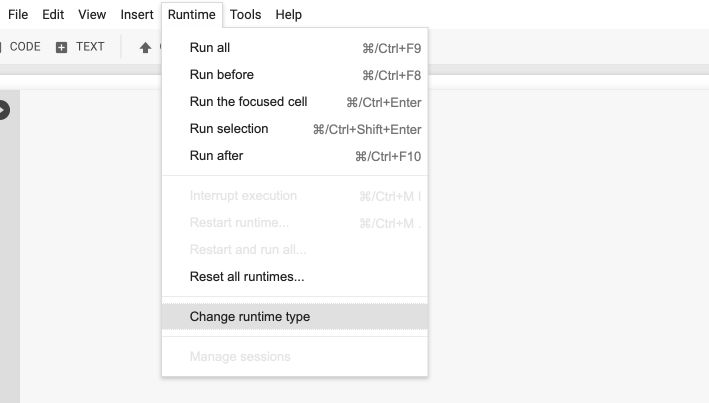 File Edit View Insert Runtime Tools Help
CODE TEXT
Run all ⌘/Ctrl+F9
Run before ⌘/Ctrl+F8
Run the focused cell ⌘/Ctrl+Enter
Run selection ⌘/Ctrl+Shift+Enter
Run after ⌘/Ctrl+F10
Interrupt execution ⌘/Ctrl+M I
Restart runtime... ⌘/Ctrl+M .
Restart and run all...
Reset all runtimes...
Change runtime type
Manage sessions